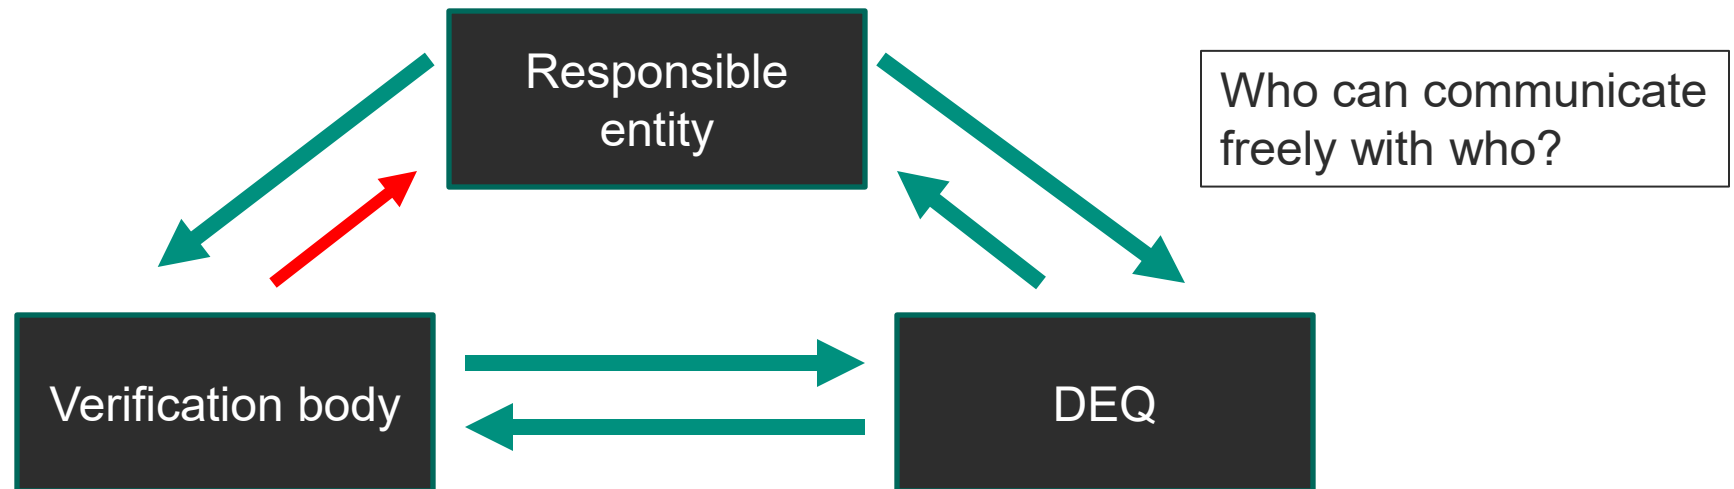 Responsible
entity
Who can communicate
freely with who?
Verification body
DEQ